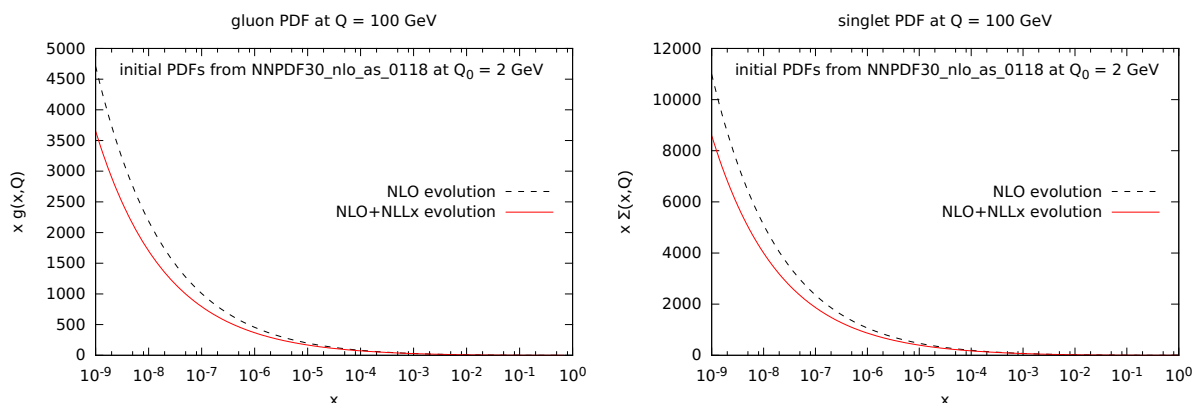 gluon PDF at Q = 100 GeV
5000
4500
4000
3500
3000
2500
2000
1500
1000
500
0
x g(x,Q)
initial PDFs from NNPDF30_nlo_as_0118 at Q₀ = 2 GeV
NLO evolution
NLO+NLLx evolution
10⁻⁹ 10⁻⁸ 10⁻⁷ 10⁻⁶ 10⁻⁵ 10⁻⁴ 10⁻³ 10⁻² 10⁻¹ 10⁰
x
singlet PDF at Q = 100 GeV
12000
10000
8000
6000
4000
2000
0
x Σ(x,Q)
initial PDFs from NNPDF30_nlo_as_0118 at Q₀ = 2 GeV
NLO evolution
NLO+NLLx evolution
10⁻⁹ 10⁻⁸ 10⁻⁷ 10⁻⁶ 10⁻⁵ 10⁻⁴ 10⁻³ 10⁻² 10⁻¹ 10⁰
x